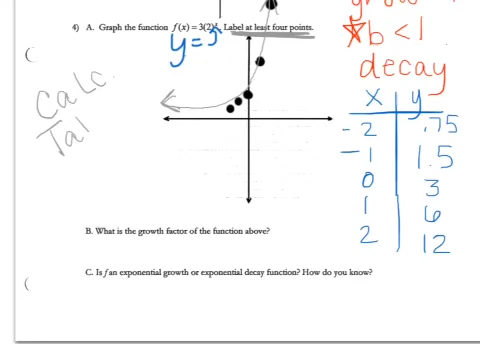 4) A. Graph the function f(x) = 3(2)ˣ. Label at least four points.
y=3
b < 1
decay
Calc.
x y
-2 .75
-1 1.5
0 3
1 6
2 12
B. What is the growth factor of the function above?
C. Is f an exponential growth or exponential decay function? How do you know?